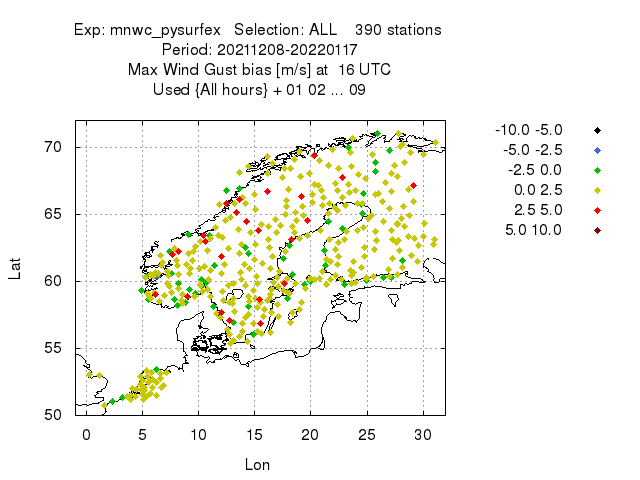 Exp: mnwc_pysurfex   Selection: ALL    390 stations
Period: 20211208-20220117
Max Wind Gust bias [m/s] at  16 UTC
Used {All hours} + 01 02 ... 09
-10.0 -5.0
-5.0 -2.5
-2.5 0.0
0.0 2.5
2.5 5.0
5.0 10.0
70
65
60
55
50
Lat
0 5 10 15 20 25 30
Lon